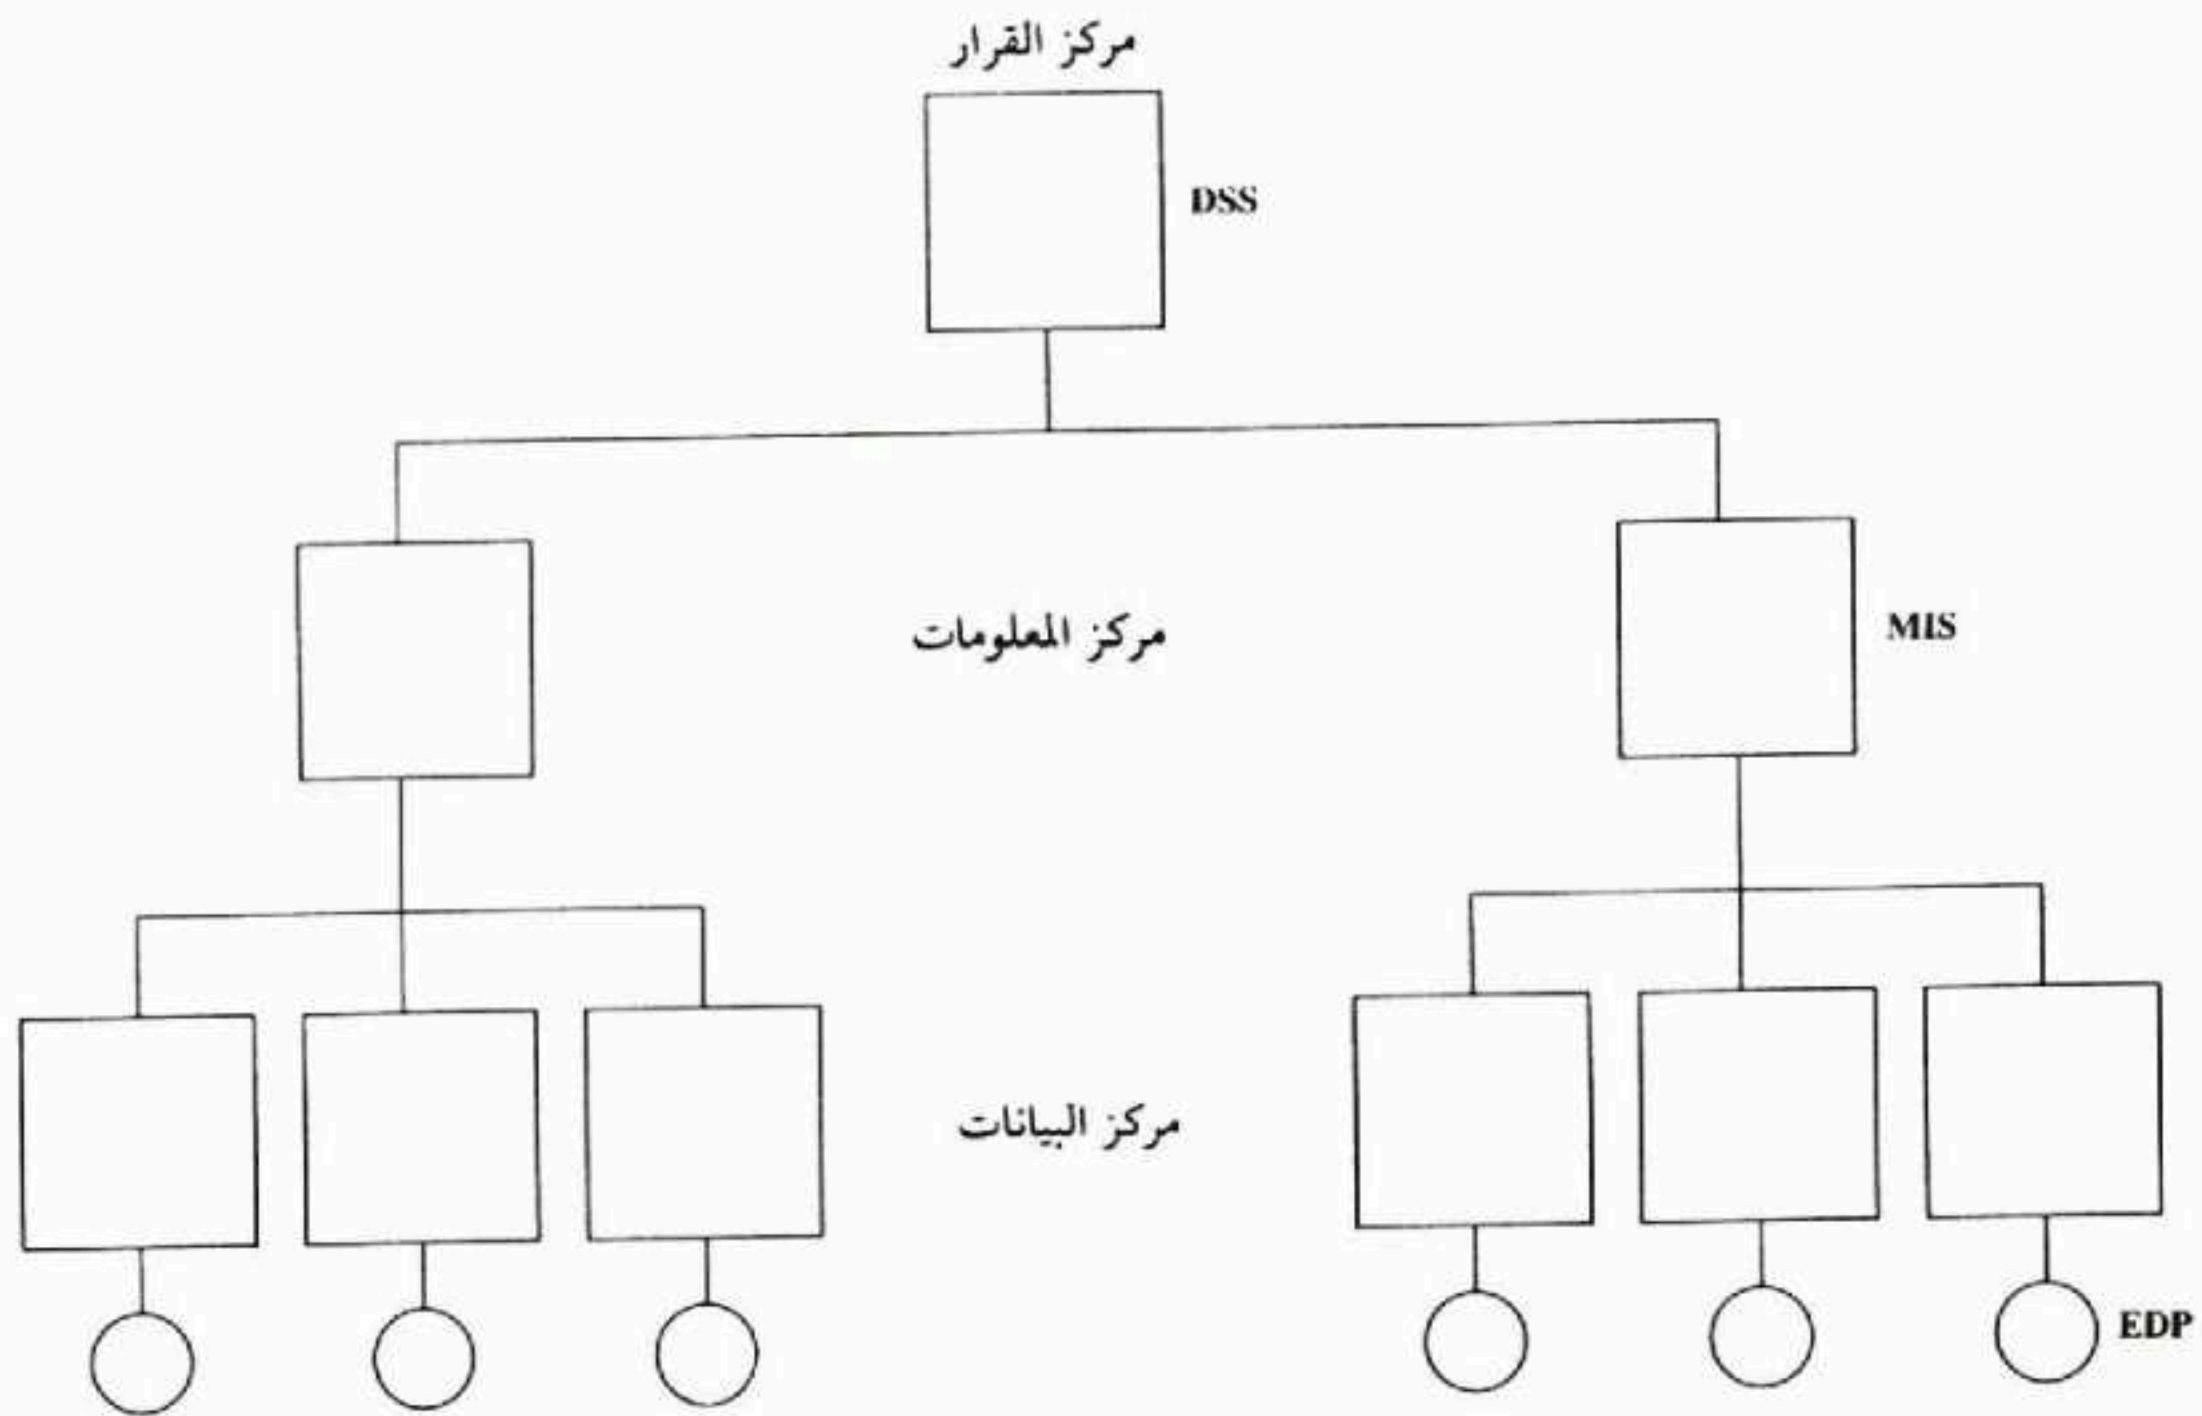 مركز القرار
DSS
مركز المعلومات
MIS
مركز البيانات
EDP